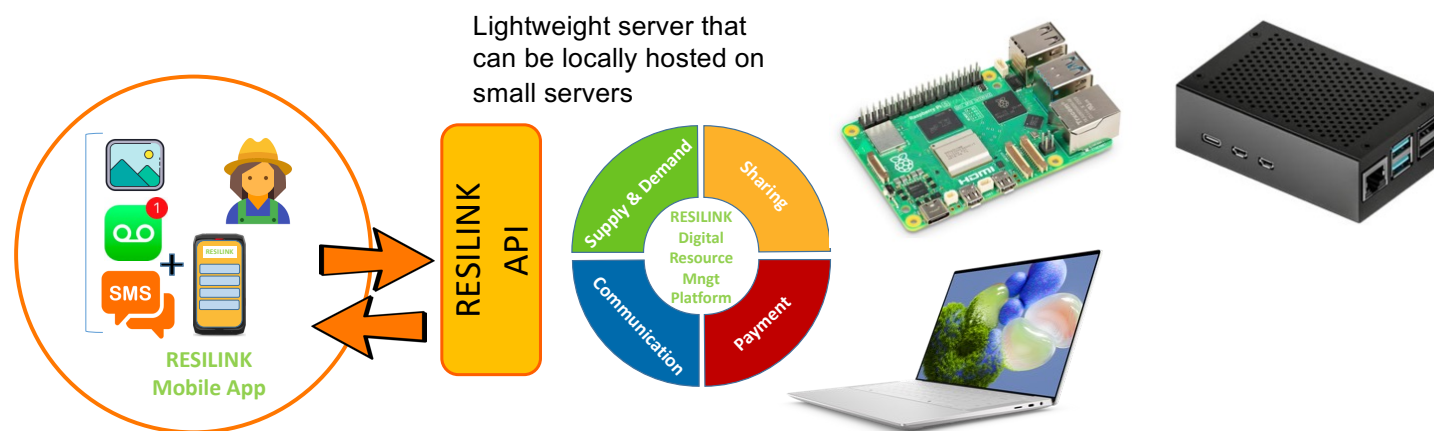 Lightweight server that
can be locally hosted on
small servers
1
SMS
RESILINK
RESILINK
Mobile App
RESILINK
API
Supply & Demand
Sharing
Communication
Payment
RESILINK
Digital
Resource
Mngt
Platform
HDMI